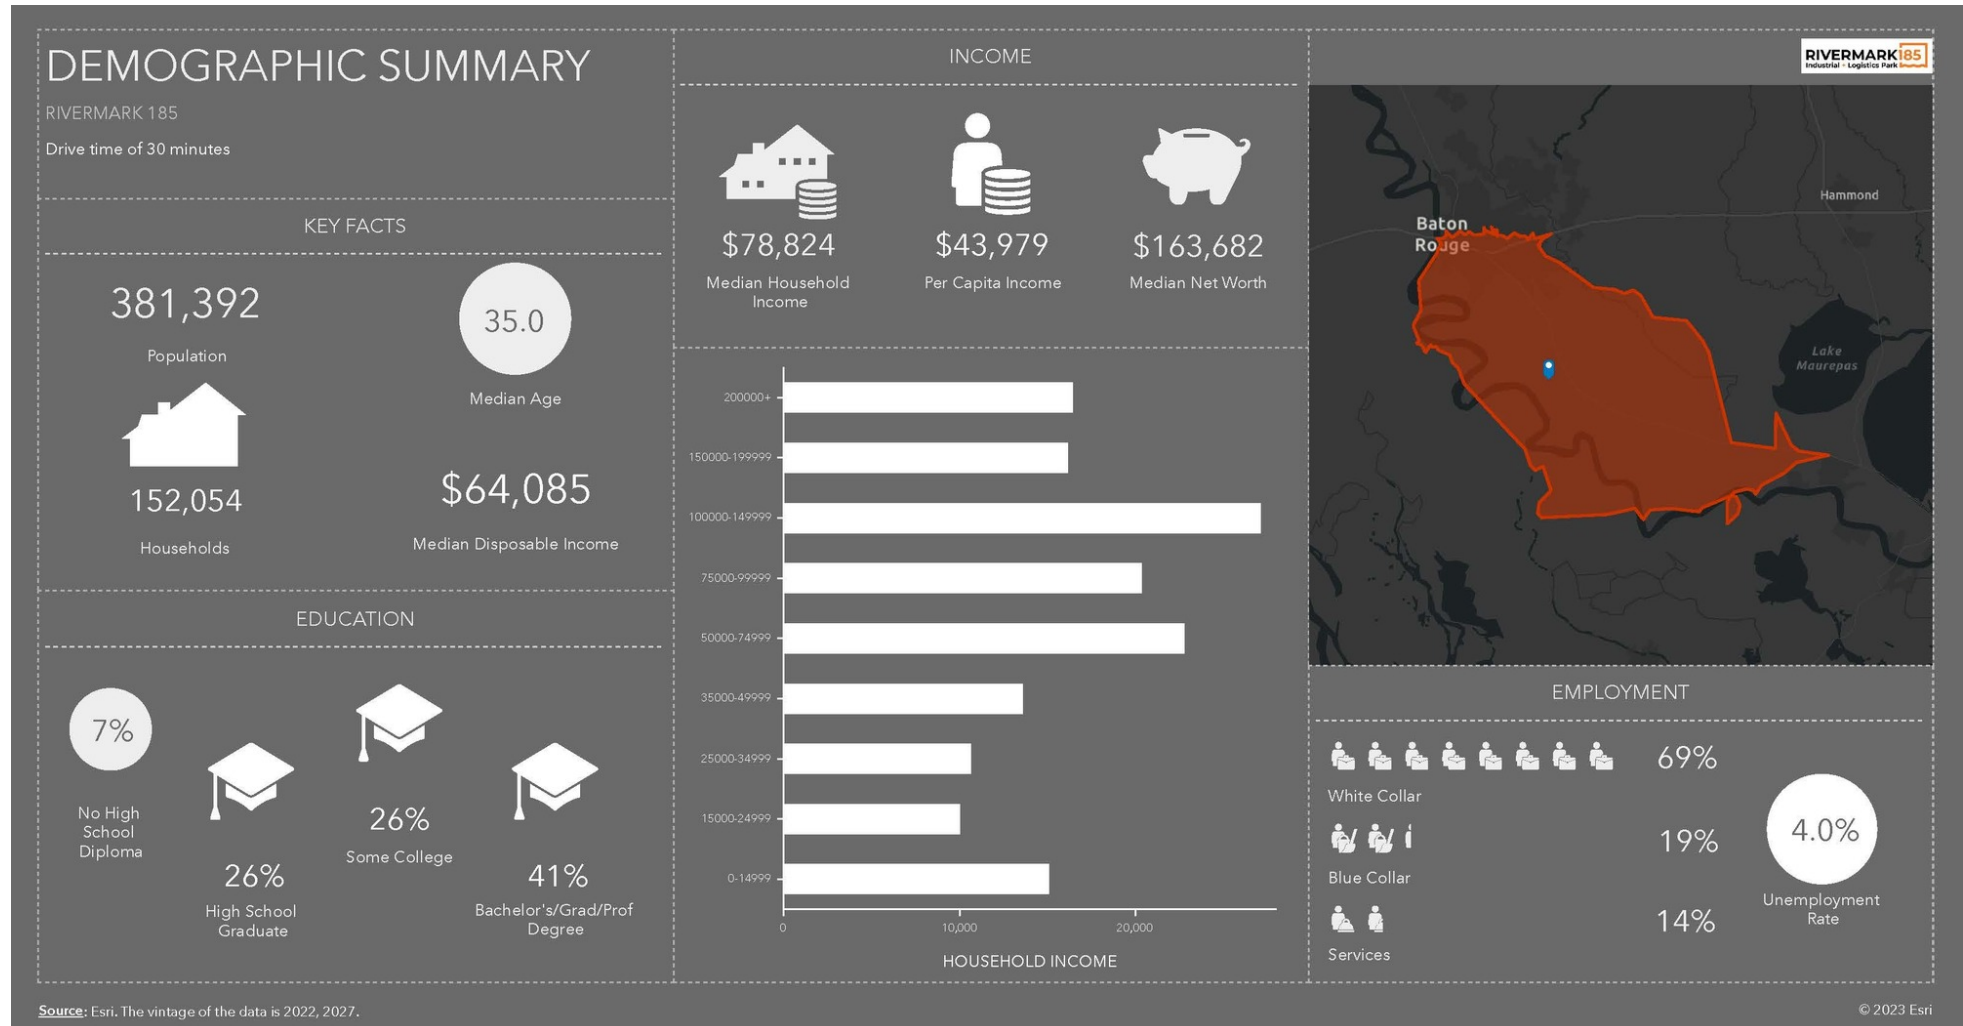 DEMOGRAPHIC SUMMARY
RIVERMARK 185
Drive time of 30 minutes
KEY FACTS
381,392
Population
35.0
Median Age
152,054
Households
$64,085
Median Disposable Income
EDUCATION
7%
No High
School
Diploma
26%
High School
Graduate
26%
Some College
41%
Bachelor's/Grad/Prof
Degree
INCOME
$78,824
Median Household
Income
$43,979
Per Capita Income
$163,682
Median Net Worth
200000+
150000-199999
100000-149999
75000-99999
50000-74999
35000-49999
25000-34999
15000-24999
0-14999
0
10,000
20,000
HOUSEHOLD INCOME
RIVERMARK 185
Industrial - Logistics Park
Hammond
Baton
Rouge
Lake
Maurepas
EMPLOYMENT
69%
White Collar
19%
Blue Collar
14%
Services
4.0%
Unemployment
Rate
Source: Esri. The vintage of the data is 2022, 2027.
© 2023 Esri